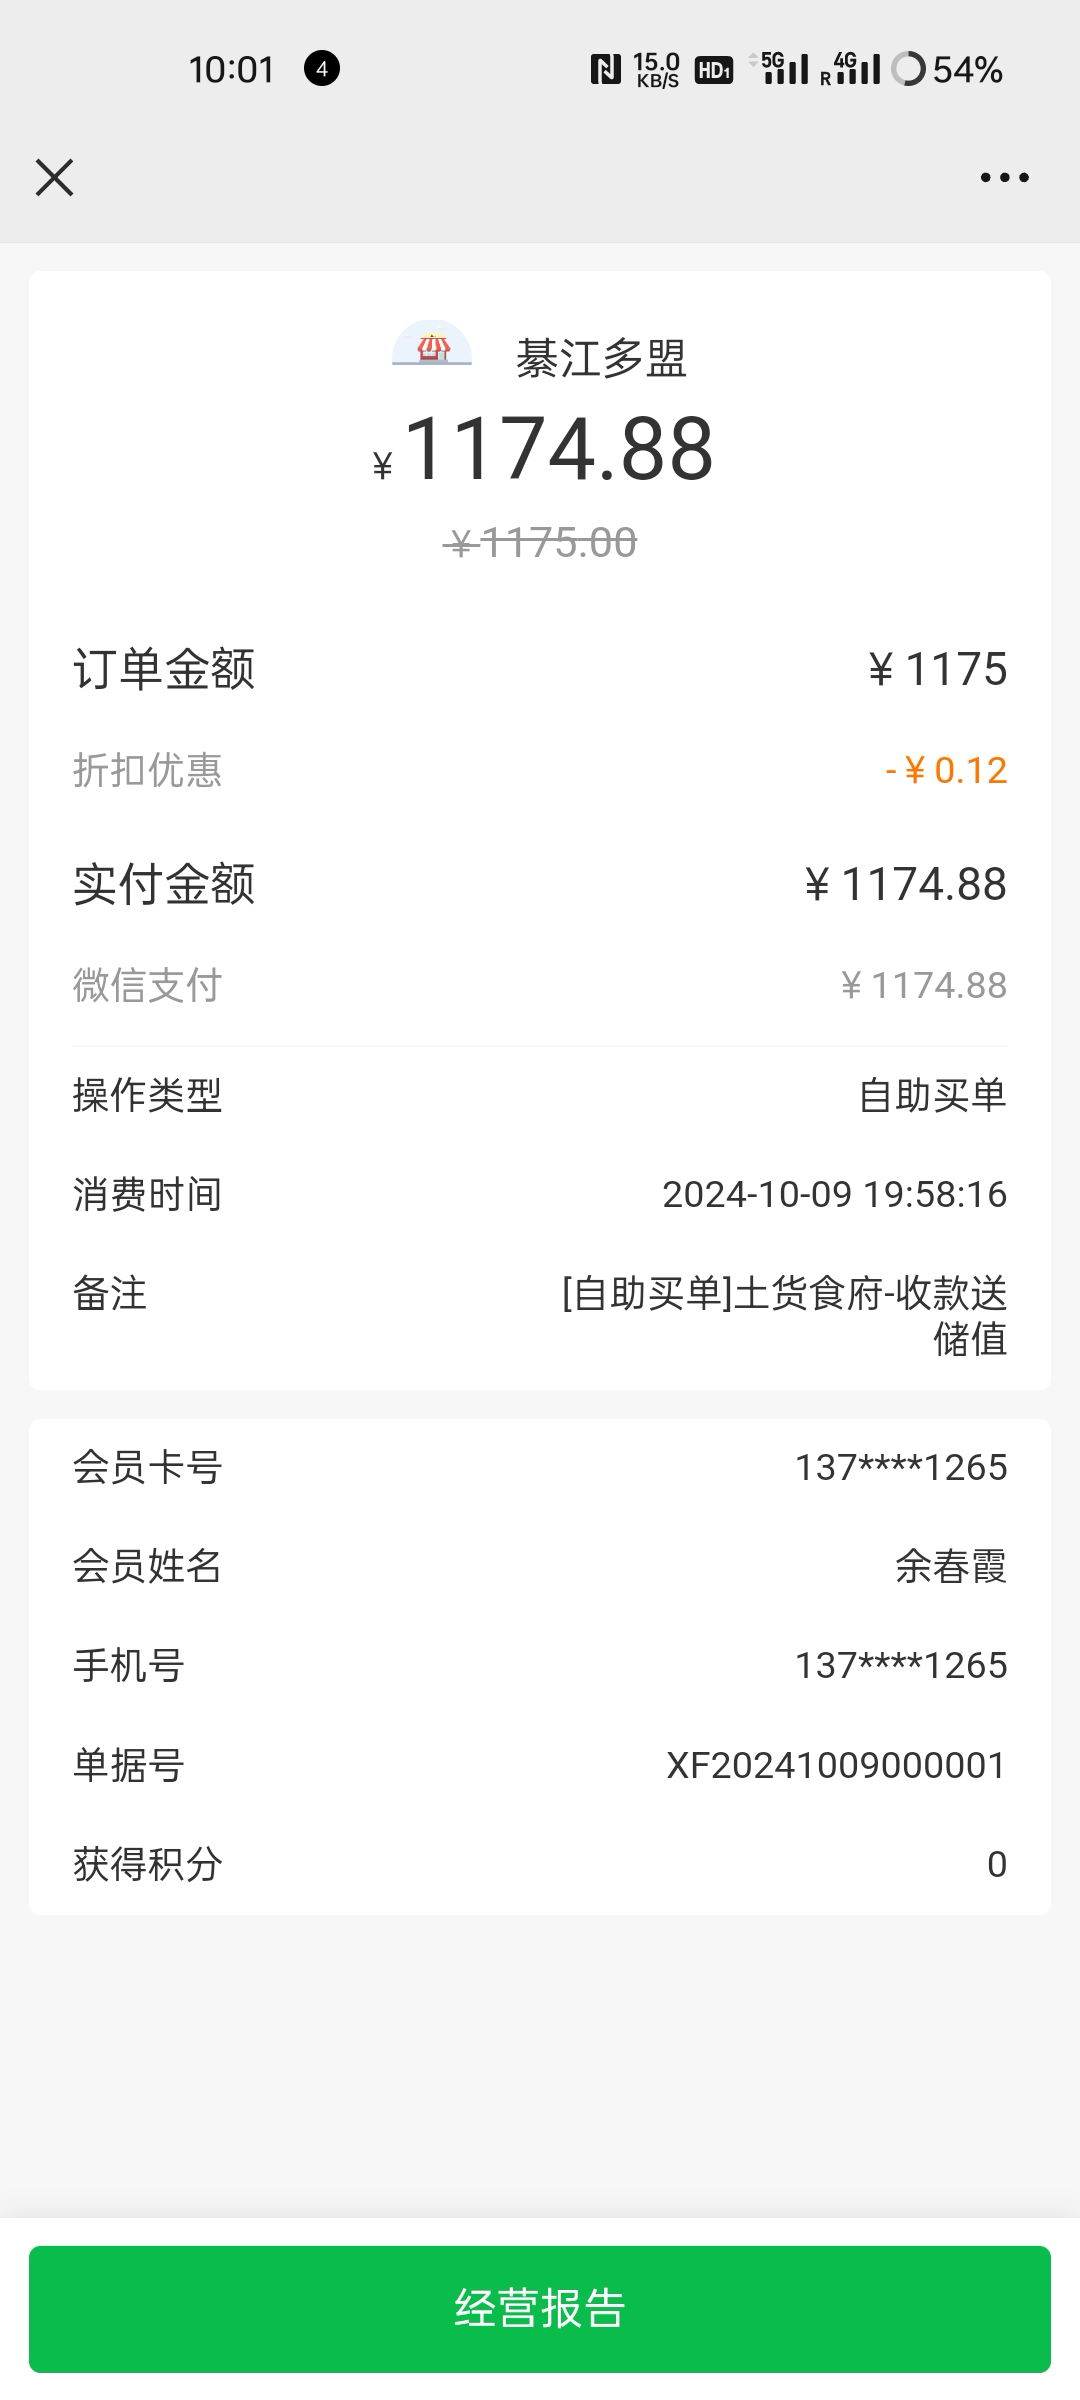 10:01 4 15.0 KB/S HD1 5G R 4G 54%
綦江多盟
¥1174.88
¥1175.00
订单金额 ¥1175
折扣优惠 -¥0.12
实付金额 ¥1174.88
微信支付 ¥1174.88
操作类型 自助买单
消费时间 2024-10-09 19:58:16
备注 [自助买单]土货食府-收款送
储值
会员卡号 137****1265
会员姓名 余春霞
手机号 137****1265
单据号 XF20241009000001
获得积分 0
经营报告